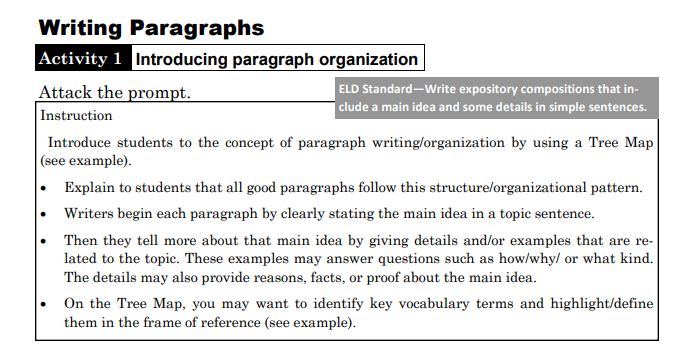 Writing Paragraphs
Activity 1 Introducing paragraph organization
Attack the prompt.
ELD Standard—Write expository compositions that in-
clude a main idea and some details in simple sentences.
Instruction
Introduce students to the concept of paragraph writing/organization by using a Tree Map
(see example).
• Explain to students that all good paragraphs follow this structure/organizational pattern.
• Writers begin each paragraph by clearly stating the main idea in a topic sentence.
• Then they tell more about that main idea by giving details and/or examples that are re-
lated to the topic. These examples may answer questions such as how/why/ or what kind.
The details may also provide reasons, facts, or proof about the main idea.
• On the Tree Map, you may want to identify key vocabulary terms and highlight/define
them in the frame of reference (see example).